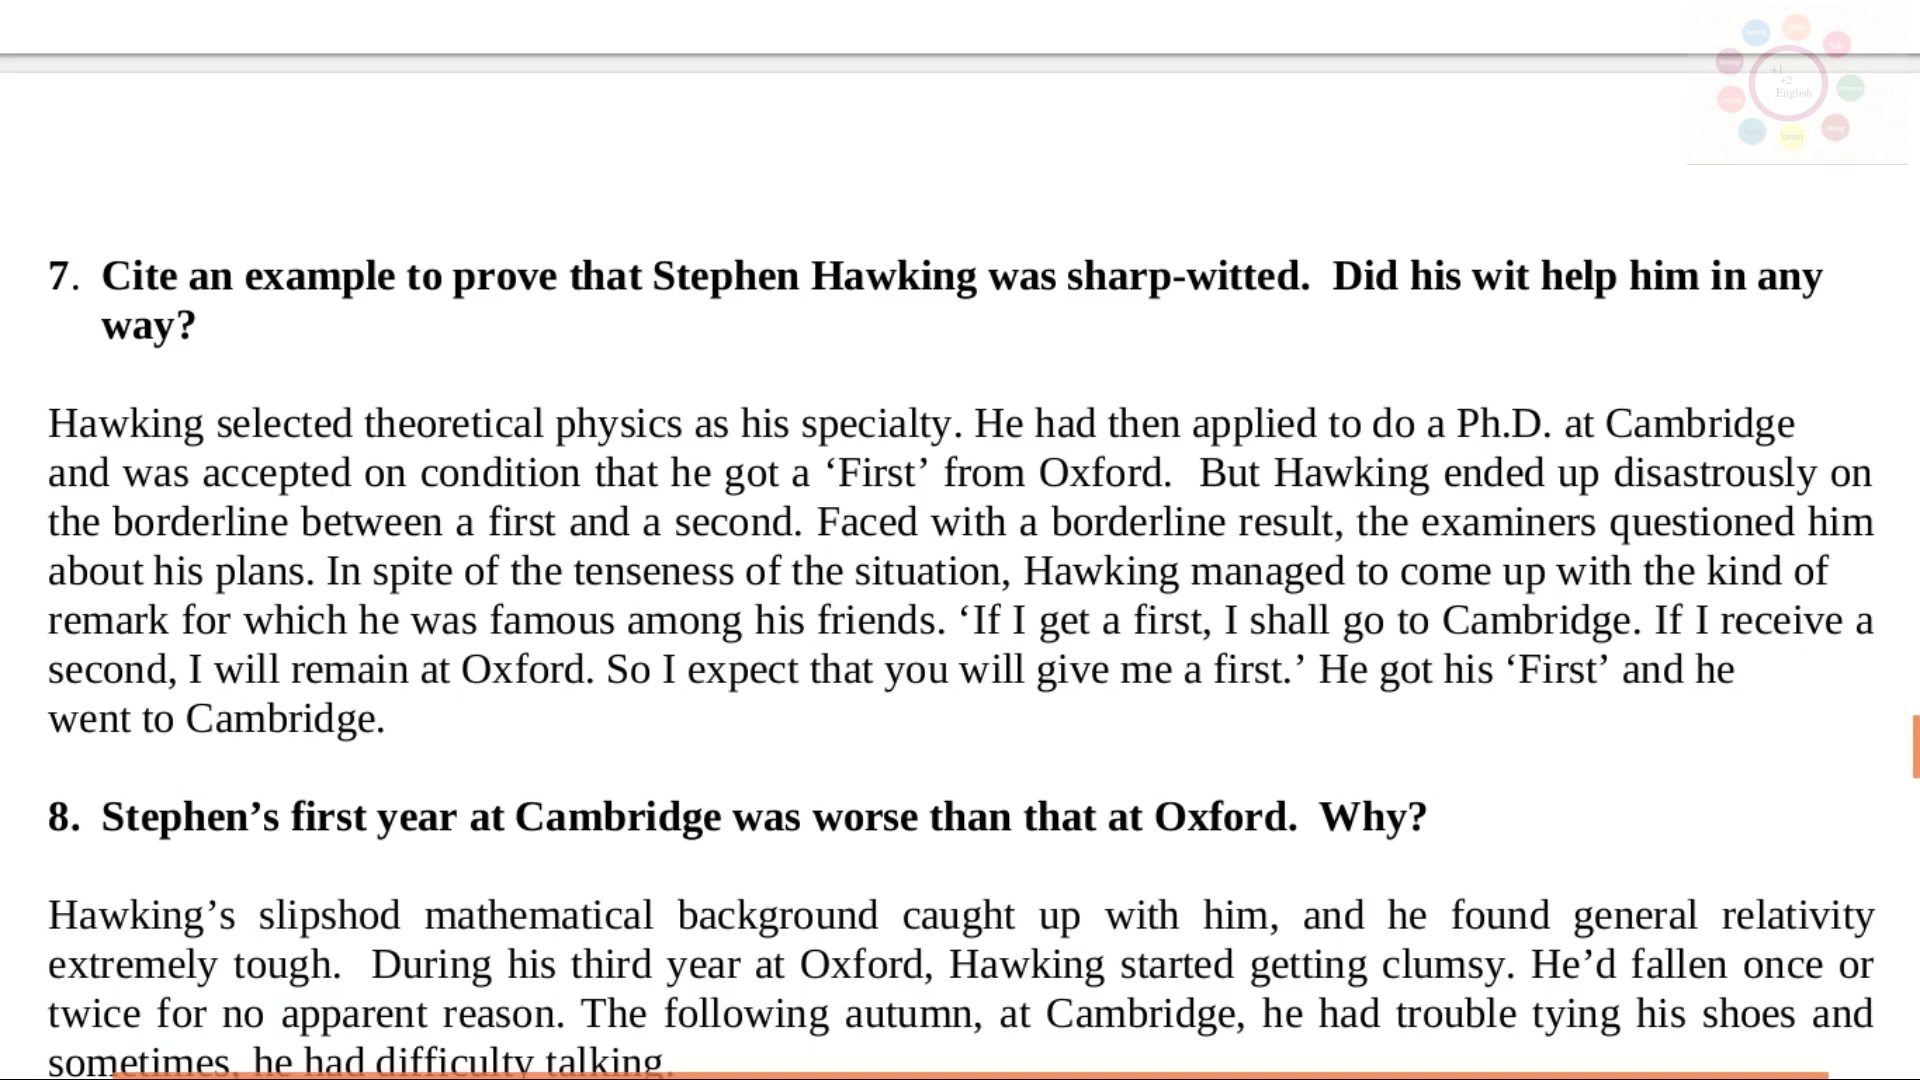 +1
+2
English
7. Cite an example to prove that Stephen Hawking was sharp-witted. Did his wit help him in any
way?
Hawking selected theoretical physics as his specialty. He had then applied to do a Ph.D. at Cambridge
and was accepted on condition that he got a ‘First’ from Oxford. But Hawking ended up disastrously on
the borderline between a first and a second. Faced with a borderline result, the examiners questioned him
about his plans. In spite of the tenseness of the situation, Hawking managed to come up with the kind of
remark for which he was famous among his friends. ‘If I get a first, I shall go to Cambridge. If I receive a
second, I will remain at Oxford. So I expect that you will give me a first.’ He got his ‘First’ and he
went to Cambridge.
8. Stephen’s first year at Cambridge was worse than that at Oxford. Why?
Hawking’s slipshod mathematical background caught up with him, and he found general relativity
extremely tough. During his third year at Oxford, Hawking started getting clumsy. He’d fallen once or
twice for no apparent reason. The following autumn, at Cambridge, he had trouble tying his shoes and
sometimes, he had difficulty talking.